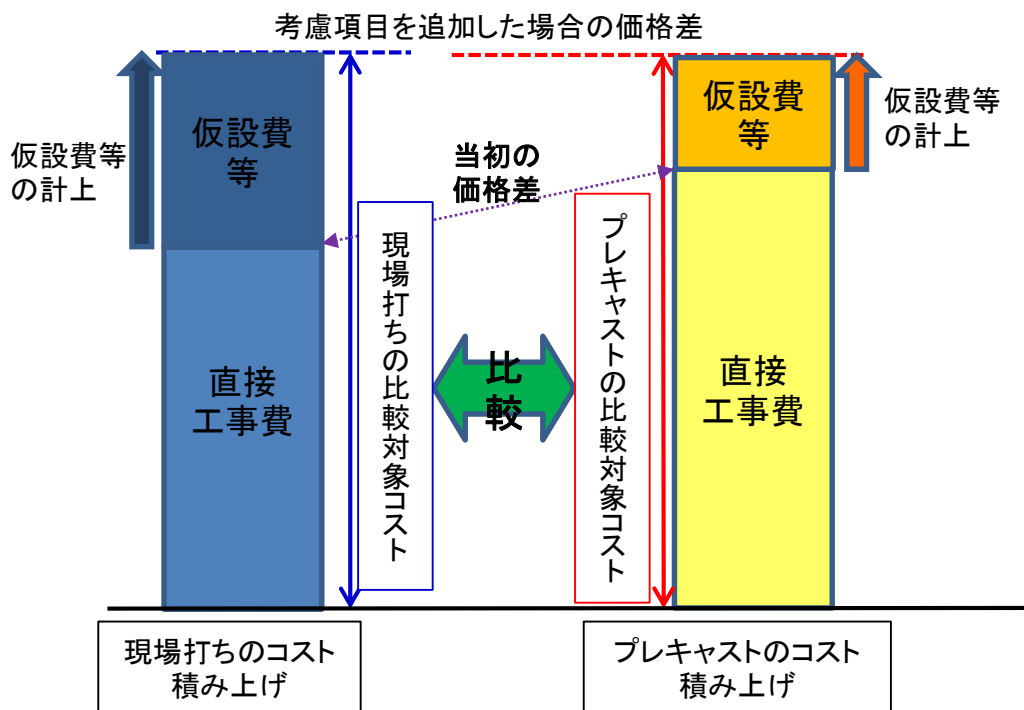 考慮項目を追加した場合の価格差
仮設費等
の計上
仮設費
等
直接
工事費
当初の
価格差
現場打ちの比較対象コスト
比
較
プレキャストの比較対象コスト
仮設費
等
直接
工事費
仮設費等
の計上
現場打ちのコスト
積み上げ
プレキャストのコスト
積み上げ